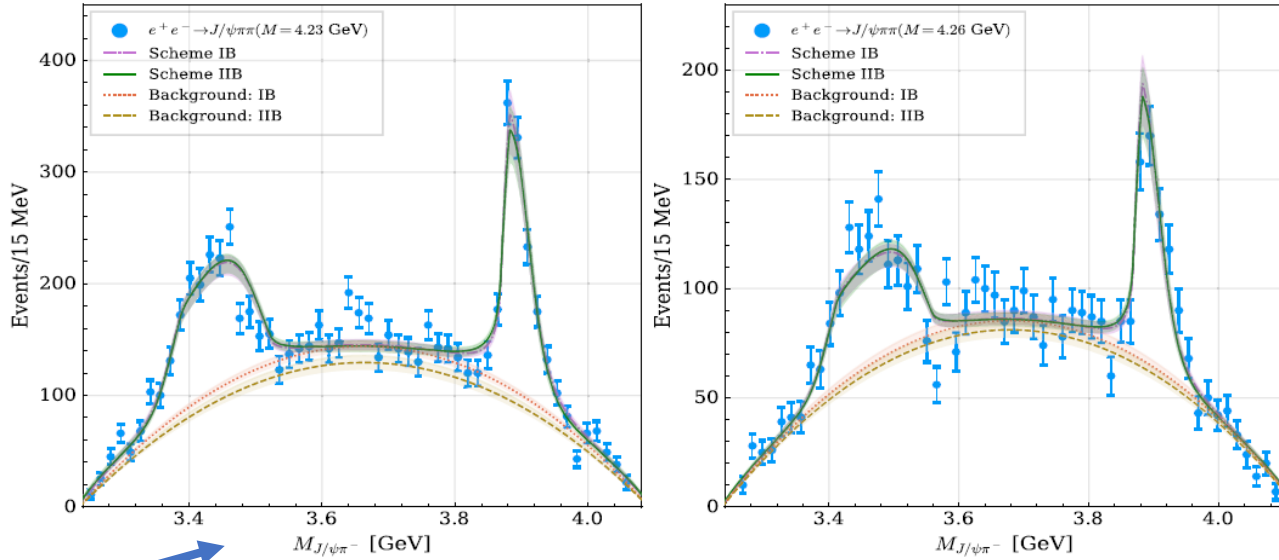 e⁺e⁻→J/ψππ(M = 4.23 GeV)
Scheme IB
Scheme IIB
Background: IB
Background: IIB
400
300
200
100
0
Events/15 MeV
3.4
3.6
3.8
4.0
M_{J/ψπ⁻} [GeV]
e⁺e⁻→J/ψππ(M = 4.26 GeV)
Scheme IB
Scheme IIB
Background: IB
Background: IIB
200
150
100
50
0
Events/15 MeV
3.4
3.6
3.8
4.0
M_{J/ψπ⁻} [GeV]